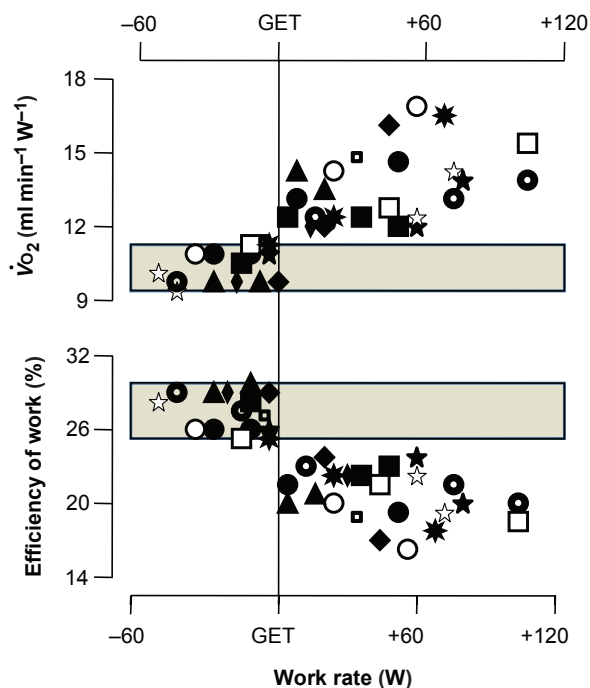 –60 GET +60 +120
18
15
12
9
V̇o₂ (ml min⁻¹ W⁻¹)
32
26
20
14
Efficiency of work (%)
–60 GET +60 +120
Work rate (W)